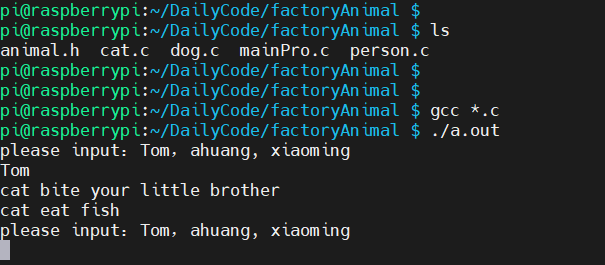 pi@raspberrypi:~/DailyCode/factoryAnimal $
pi@raspberrypi:~/DailyCode/factoryAnimal $ ls
animal.h  cat.c  dog.c  mainPro.c  person.c
pi@raspberrypi:~/DailyCode/factoryAnimal $
pi@raspberrypi:~/DailyCode/factoryAnimal $
pi@raspberrypi:~/DailyCode/factoryAnimal $ gcc *.c
pi@raspberrypi:~/DailyCode/factoryAnimal $ ./a.out
please input：Tom，ahuang, xiaoming
Tom
cat bite your little brother
cat eat fish
please input：Tom，ahuang, xiaoming